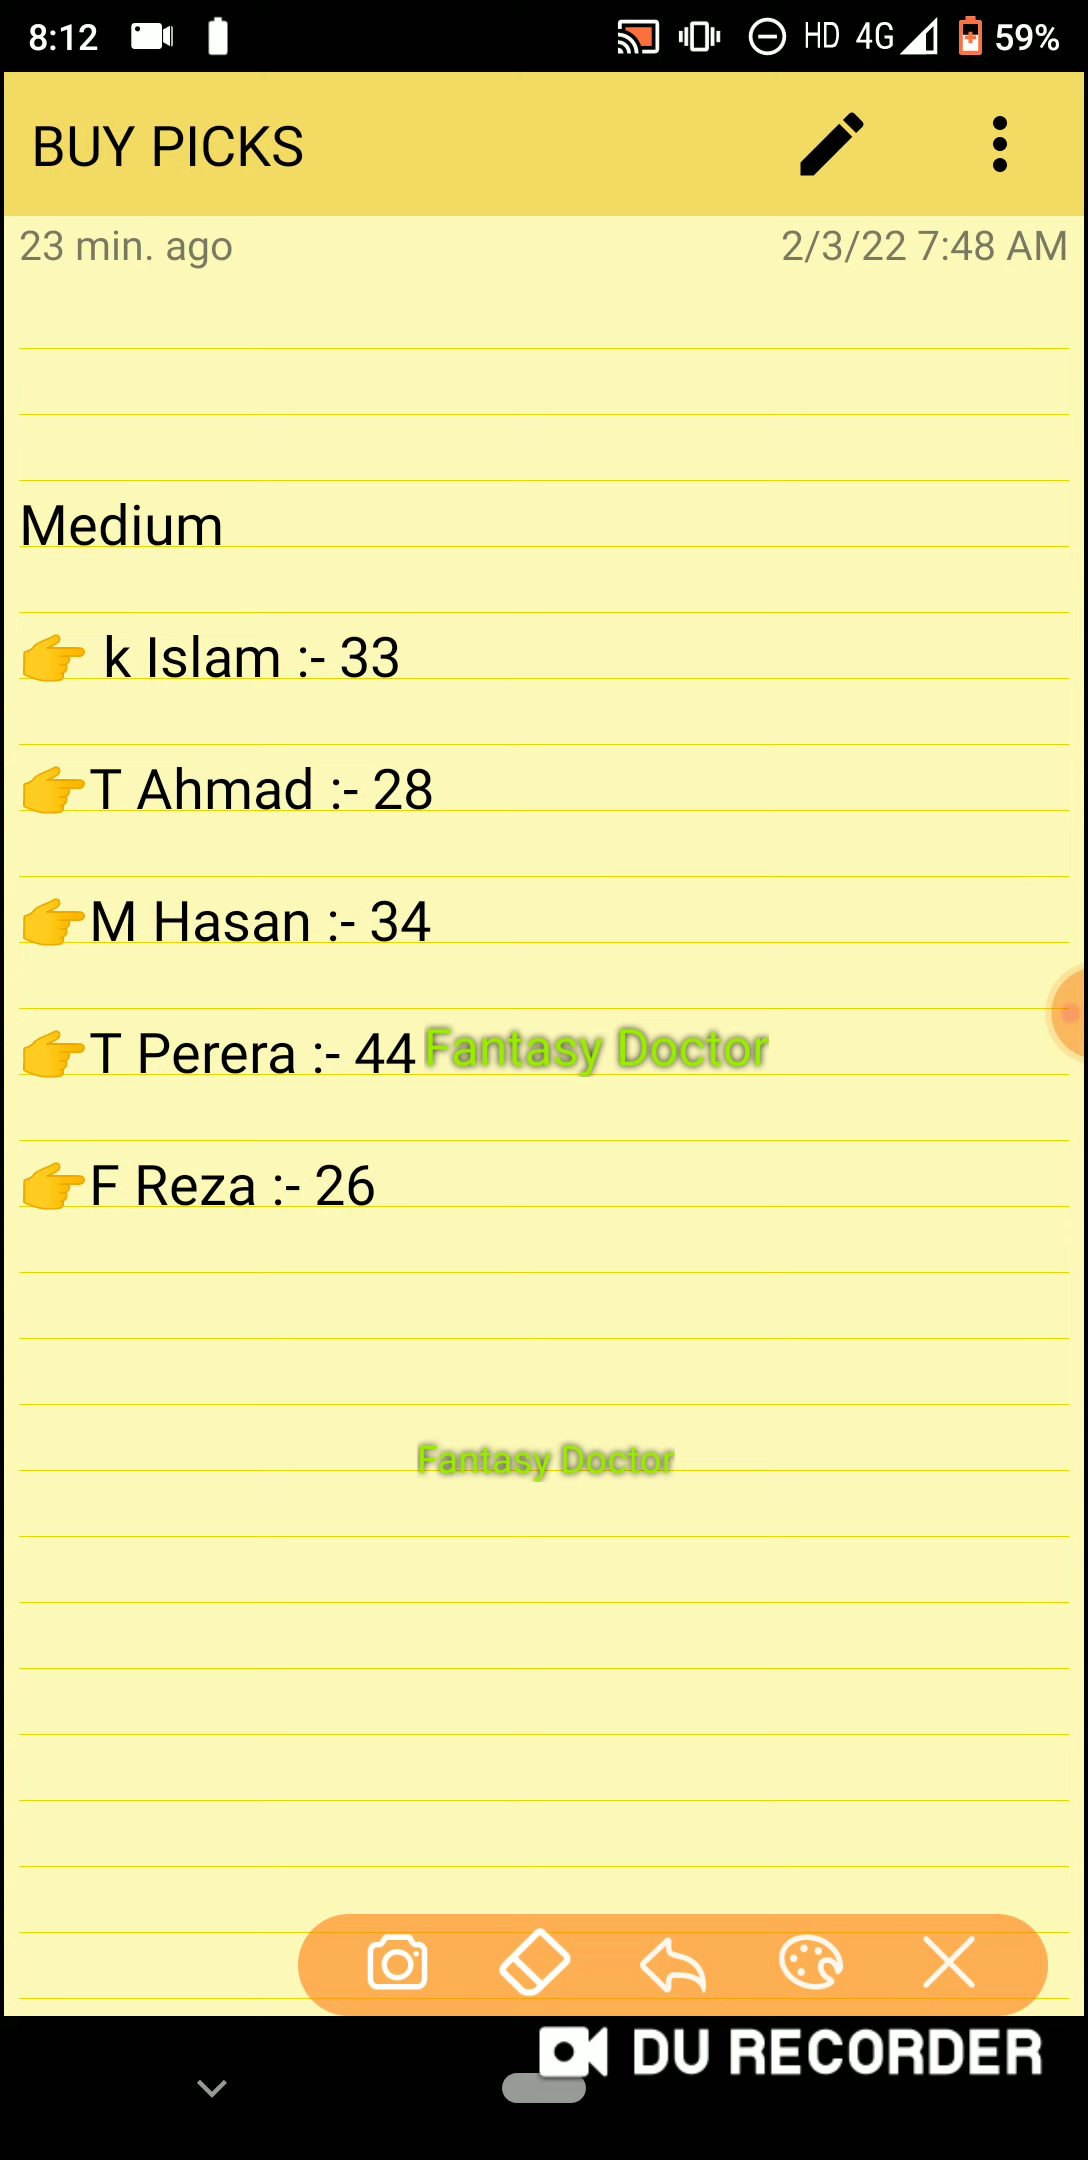 8:12 HD 4G 59%
BUY PICKS
23 min. ago 2/3/22 7:48 AM
Medium
👉 k Islam :- 33
👉T Ahmad :- 28
👉M Hasan :- 34
👉T Perera :- 44 Fantasy Doctor
👉F Reza :- 26
Fantasy Doctor
DU RECORDER